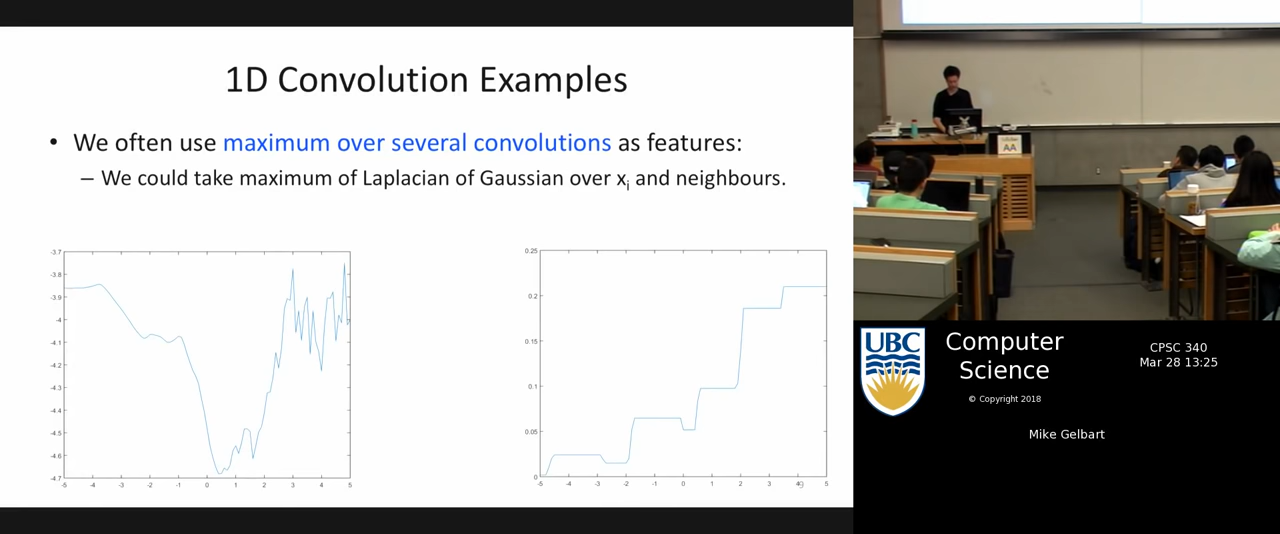 1D Convolution Examples
• We often use maximum over several convolutions as features:
– We could take maximum of Laplacian of Gaussian over xi and neighbours.
-3.7
-3.8
-3.9
-4
-4.1
-4.2
-4.3
-4.4
-4.5
-4.6
-4.7
-5 -4 -3 -2 -1 0 1 2 3 4 5
0.25
0.2
0.15
0.1
0.05
0
-5 -4 -3 -2 -1 0 1 2 3 4 5
AA
UBC
Computer
Science
© Copyright 2018
CPSC 340
Mar 28 13:25
Mike Gelbart